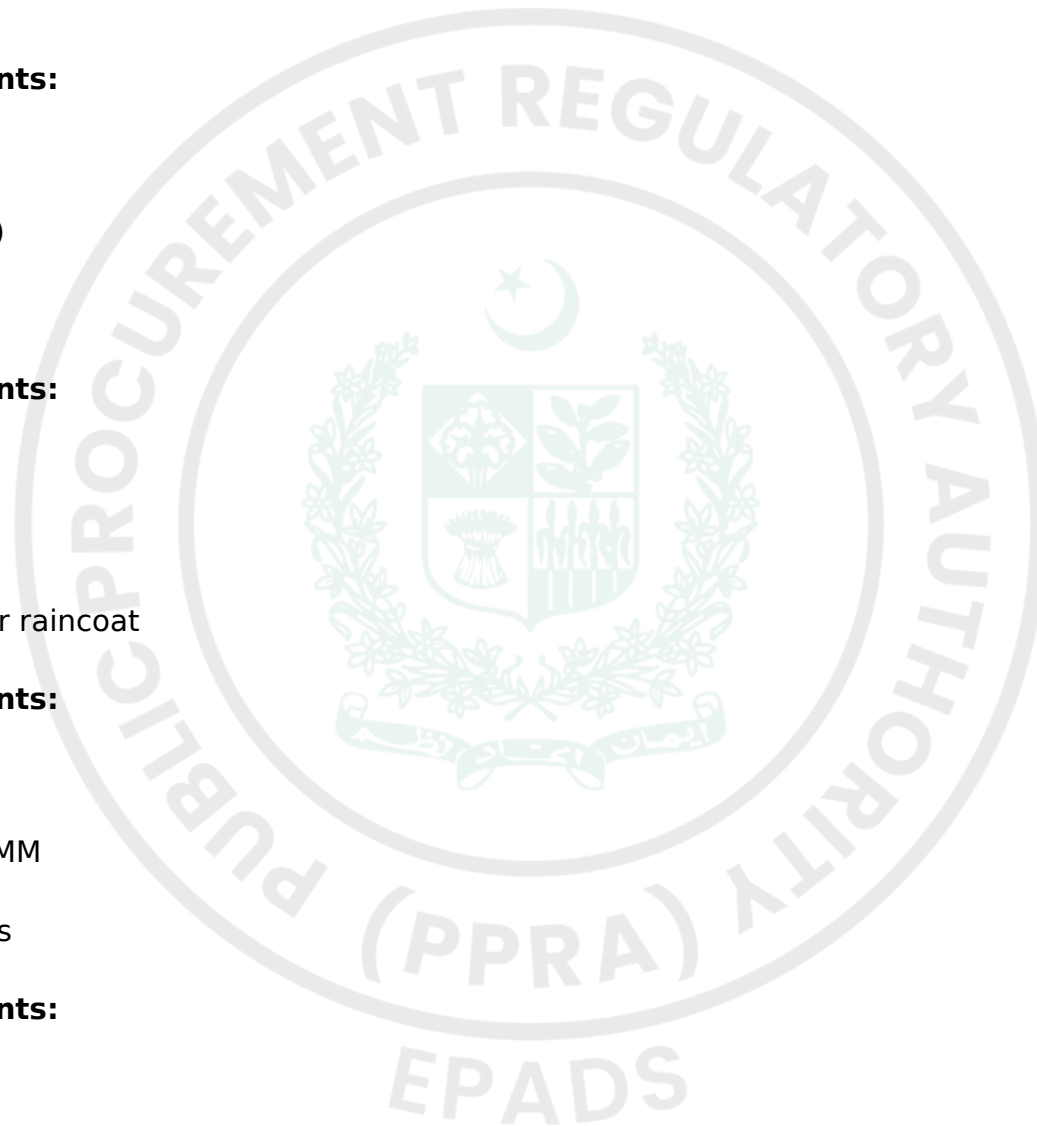 nts:
)
nts:
r raincoat
nts:
MM
s
nts:
PUBLIC PROCUREMENT REGULATORY AUTHORITY
(PPRA)
EPADS